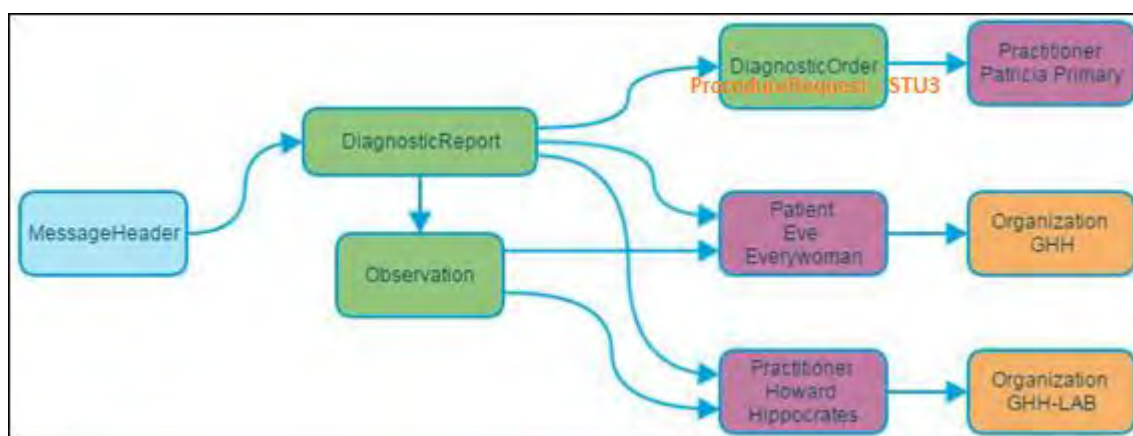 DiagnosticOrder
ProcedureRequest - STU3
Practitioner
Patricia Primary
DiagnosticReport
MessageHeader
Patient
Eve
Everywoman
Organization
GHH
Observation
Practitioner
Howard
Hippocrates
Organization
GHH-LAB